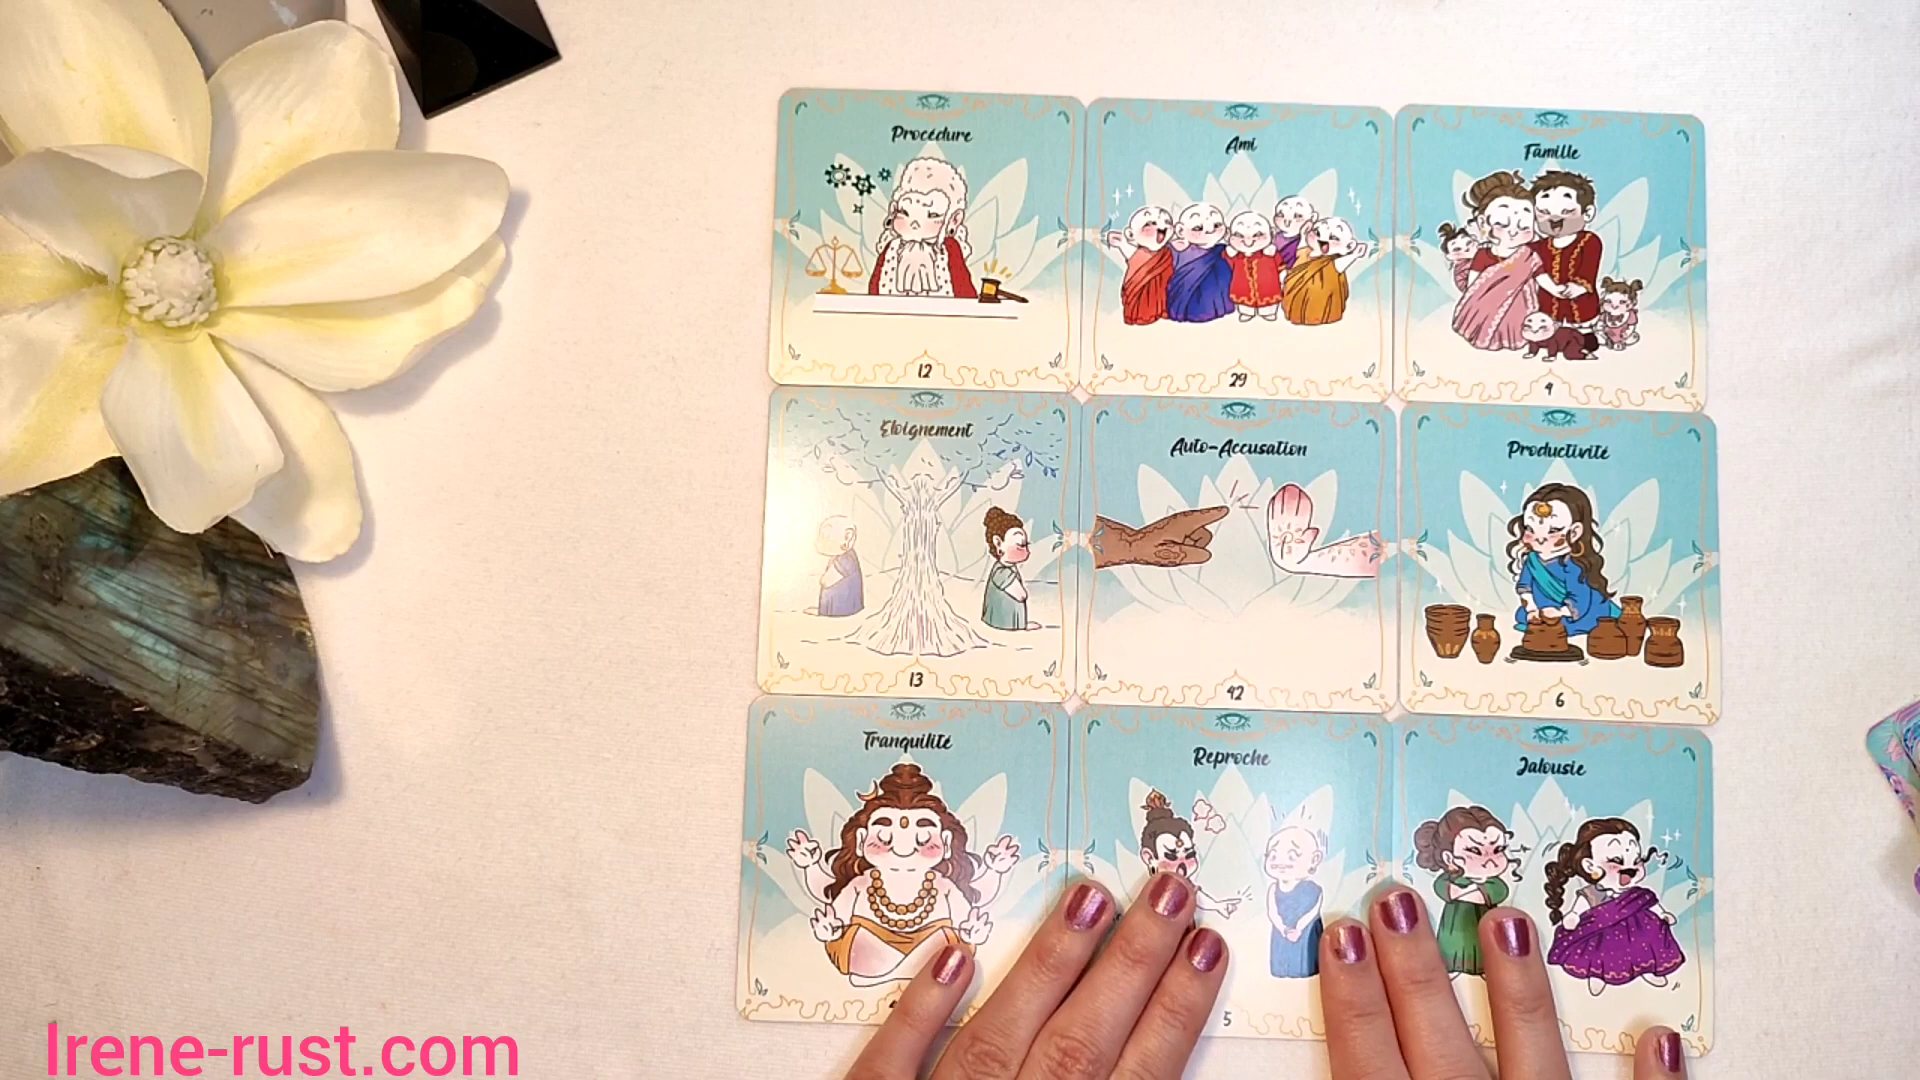 Procédure
Ami
Famille
12
29
Eloignement
Auto-Accusation
Productivité
13
42
6
Tranquilité
Reproche
Jalousie
5
Irene-rust.com